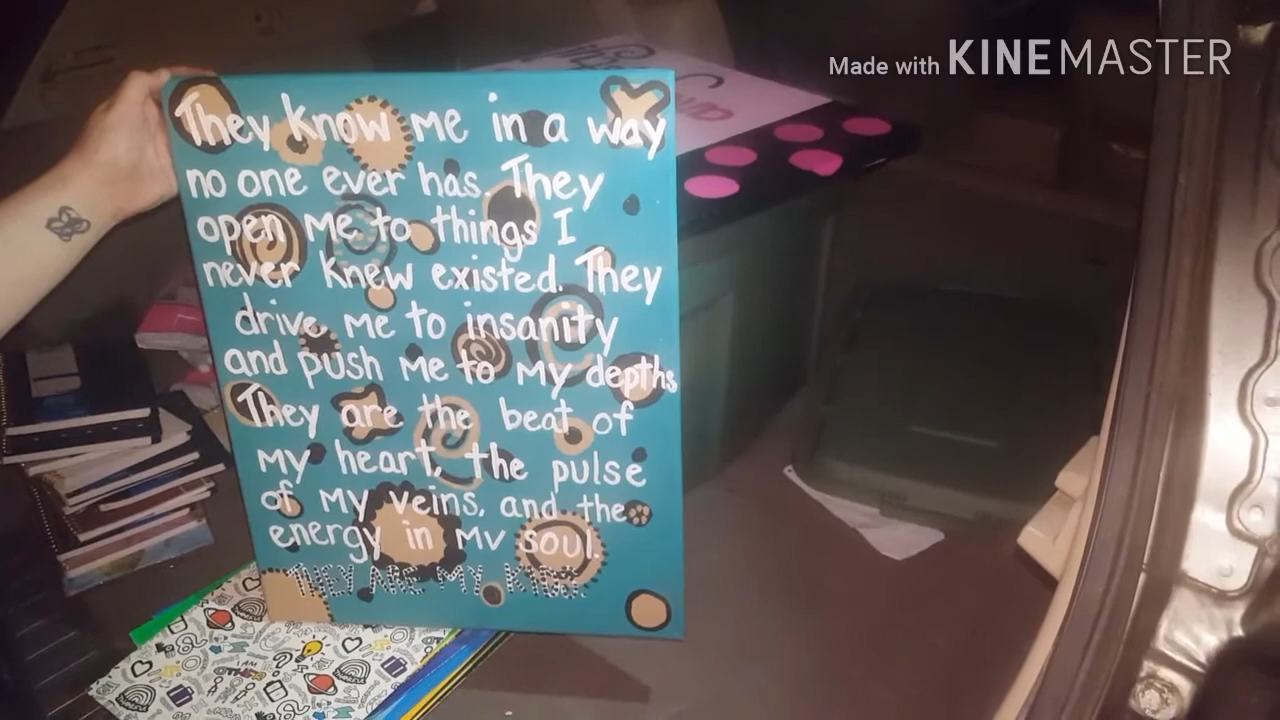 Made with KINEMASTER
They know me in a way
no one ever has. They
open me to things I
never knew existed. They
drive me to insanity
and push me to my depths
They are the beat of
my heart, the pulse
of my veins, and the
energy in my soul.
THEY ARE MY KIDS.
I AM